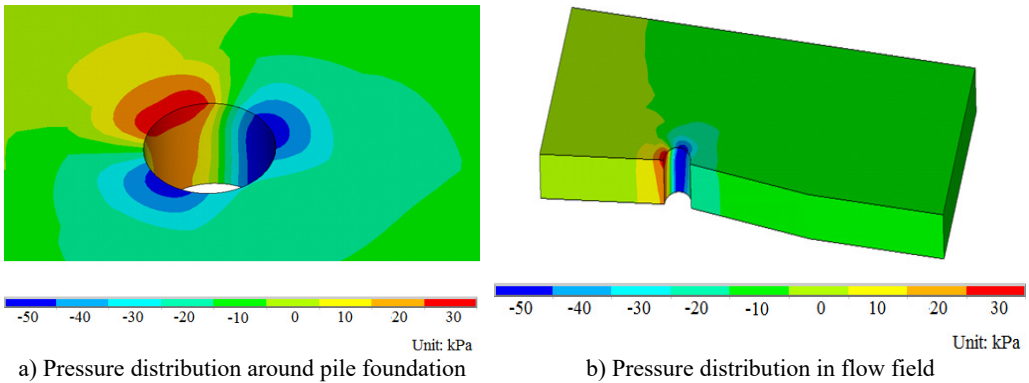 -50 -40 -30 -20 -10 0 10 20 30
Unit: kPa
a) Pressure distribution around pile foundation
-50 -40 -30 -20 -10 0 10 20 30
Unit: kPa
b) Pressure distribution in flow field